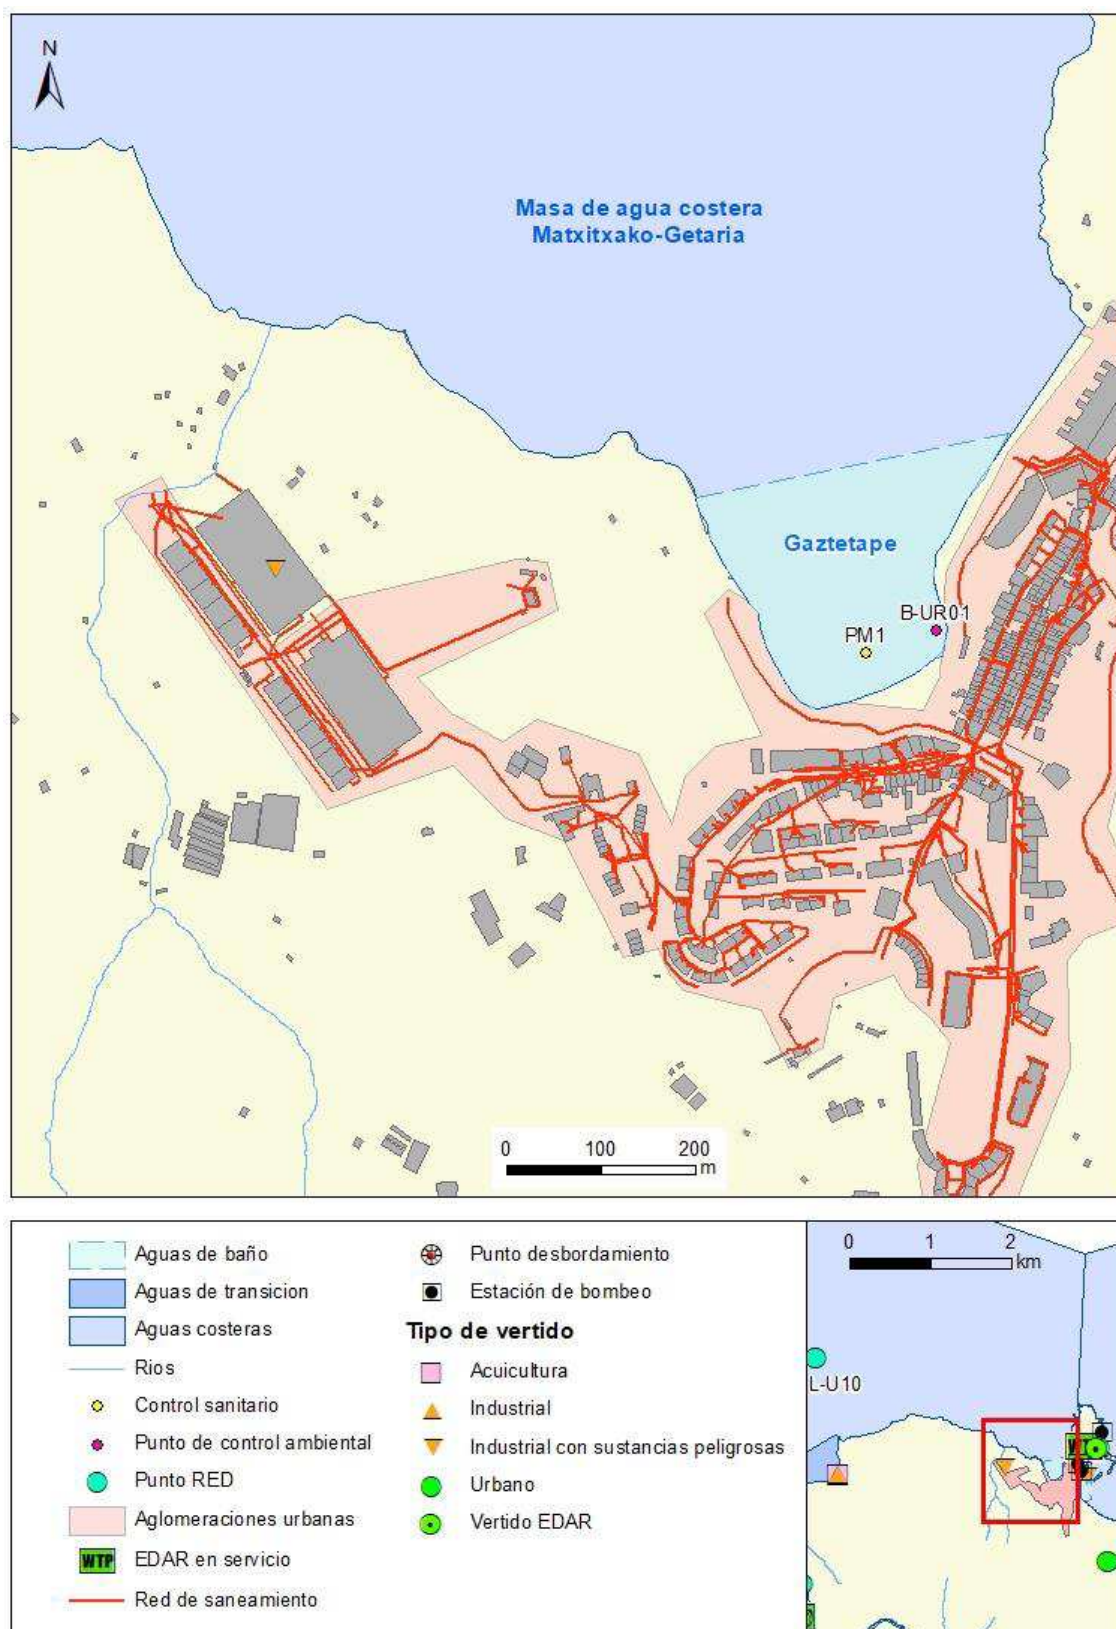 N
Masa de agua costera
Matxitxako-Getaria
Gaztetape
B-UR01
PM1
0 100 200
m
Aguas de baño
Aguas de transicion
Aguas costeras
Rios
Control sanitario
Punto de control ambiental
Punto RED
Aglomeraciones urbanas
WTP EDAR en servicio
Red de saneamiento
Punto desbordamiento
Estación de bombeo
Tipo de vertido
Acuicultura
Industrial
Industrial con sustancias peligrosas
Urbano
Vertido EDAR
0 1 2
km
L-U10